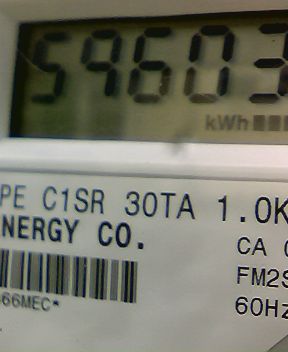 59603
kWh
PE C1SR 30TA 1.0K
NERGY CO.
CA
FM2S
66MEC*
60Hz